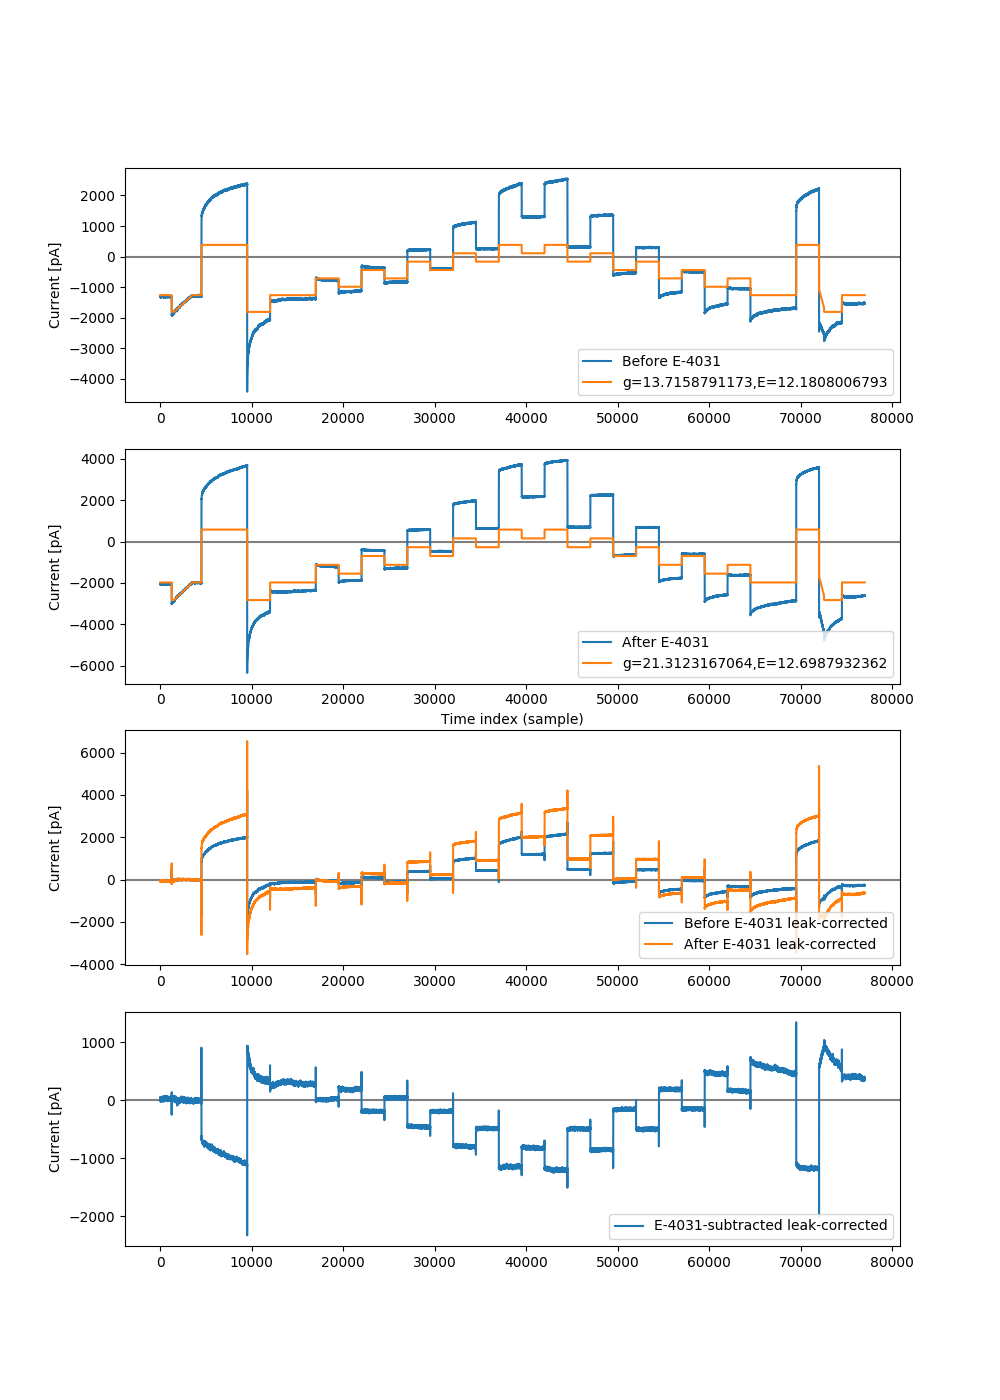 2000
1000
0
−1000
−2000
−3000
−4000
Current [pA]
Before E-4031
g=13.7158791173,E=12.1808006793
0 10000 20000 30000 40000 50000 60000 70000 80000
4000
2000
0
−2000
−4000
−6000
Current [pA]
After E-4031
g=21.3123167064,E=12.6987932362
0 10000 20000 30000 40000 50000 60000 70000 80000
Time index (sample)
6000
4000
2000
0
−2000
−4000
Current [pA]
Before E-4031 leak-corrected
After E-4031 leak-corrected
0 10000 20000 30000 40000 50000 60000 70000 80000
1000
0
−1000
−2000
Current [pA]
E-4031-subtracted leak-corrected
0 10000 20000 30000 40000 50000 60000 70000 80000